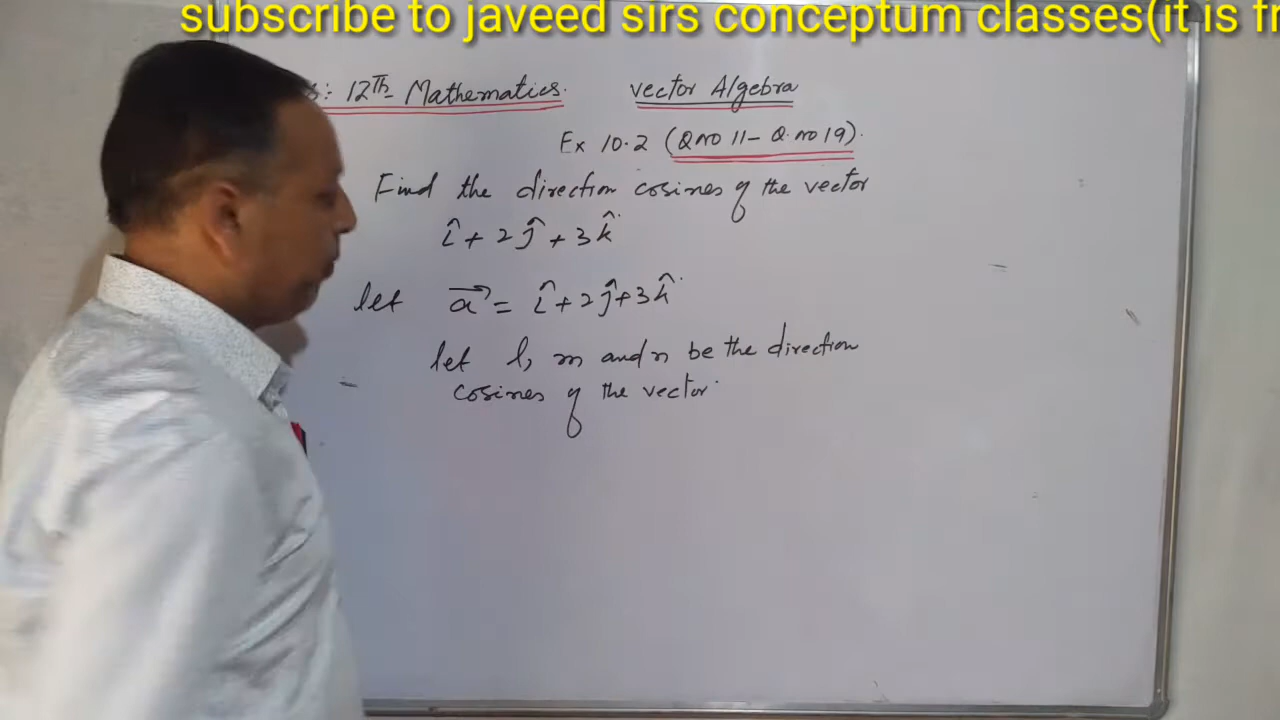 subscribe to javeed sirs conceptum classes(it is fr
s:- 12Th Mathematics. vector Algebra
Ex 10.2 (Q no 11- Q. no 19).
Find the direction cosines of the vector
î + 2ĵ + 3k̂.
let a⃗ = î + 2ĵ + 3k̂.
let l, m and n be the direction
cosines of the vector.